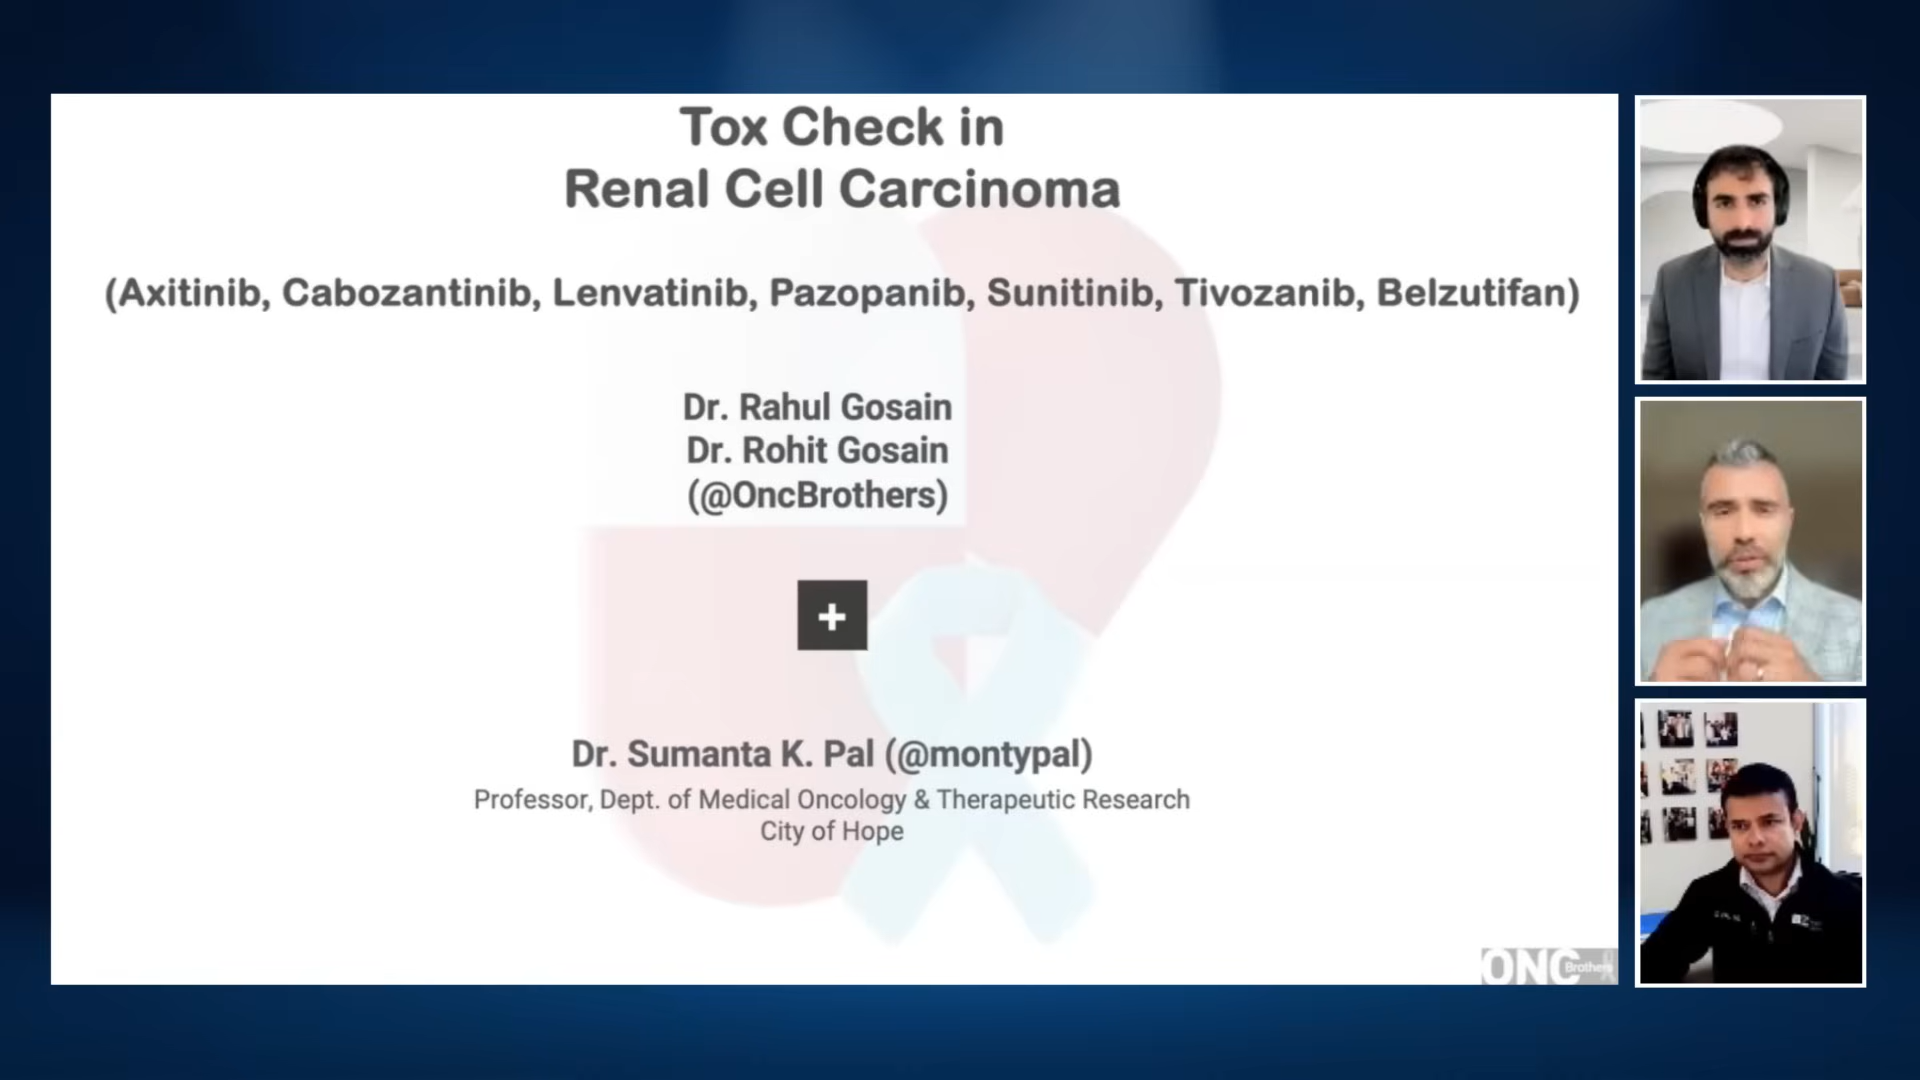 Tox Check in
Renal Cell Carcinoma
(Axitinib, Cabozantinib, Lenvatinib, Pazopanib, Sunitinib, Tivozanib, Belzutifan)
Dr. Rahul Gosain
Dr. Rohit Gosain
(@OncBrothers)
+
Dr. Sumanta K. Pal (@montypal)
Professor, Dept. of Medical Oncology & Therapeutic Research
City of Hope
ONC Brothers